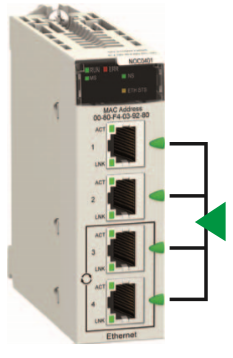 NOC0401
RUN ERR
MS NS
ETH STS
MAC Address
00-80-F4-03-92-80
ACT
1
LNK
ACT
2
LNK
ACT
3
LNK
ACT
4
LNK
Ethernet